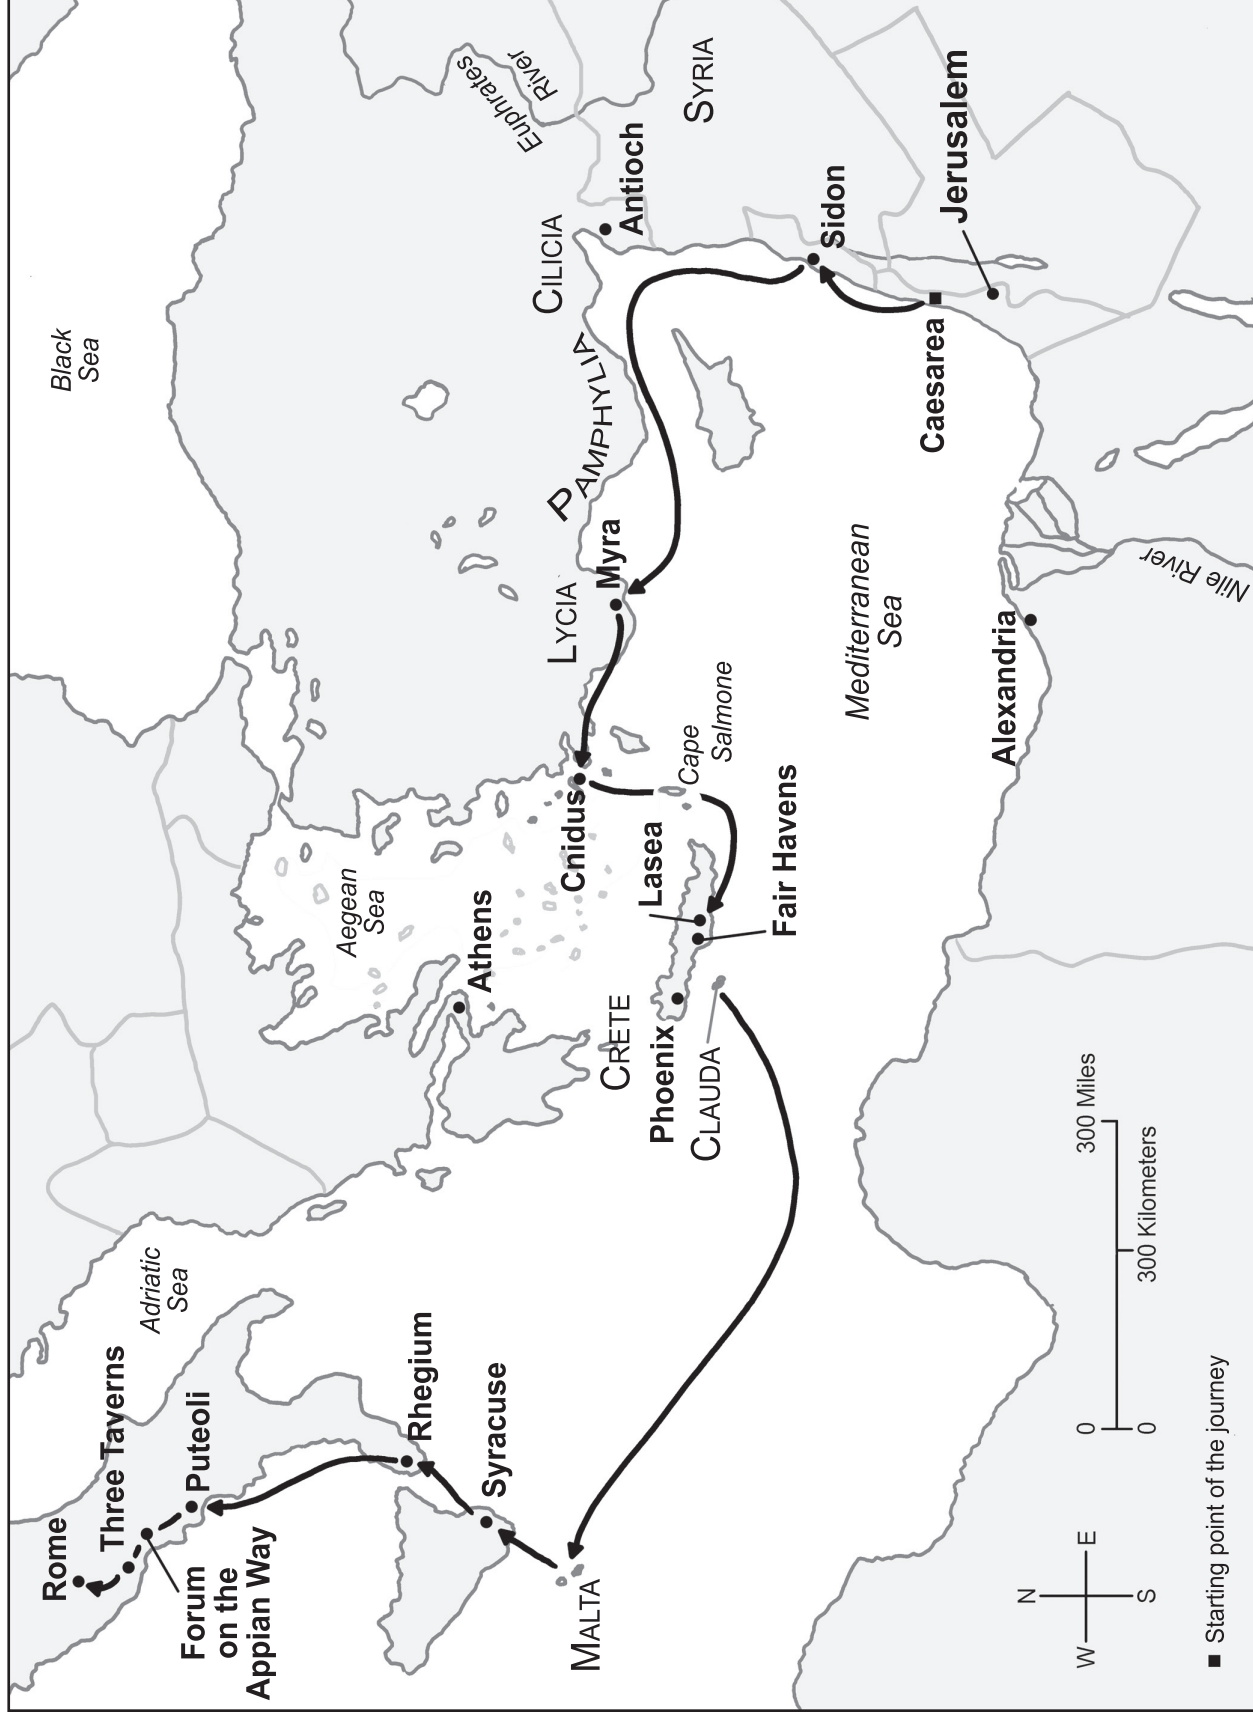 Black
Sea
Euphrates
River
SYRIA
CILICIA
Antioch
PAMPHYLIA
Sidon
Jerusalem
Caesarea
LYCIA
Myra
Mediterranean
Sea
Nile River
Alexandria
Cape
Salmone
Cnidus
Lasea
Fair Havens
Aegean
Sea
Athens
CRETE
Phoenix
CLAUDA
Adriatic
Sea
Rome
Three Taverns
Puteoli
Forum
on the
Appian Way
Rhegium
Syracuse
MALTA
0
300 Miles
0
300 Kilometers
N
W
E
S
Starting point of the journey